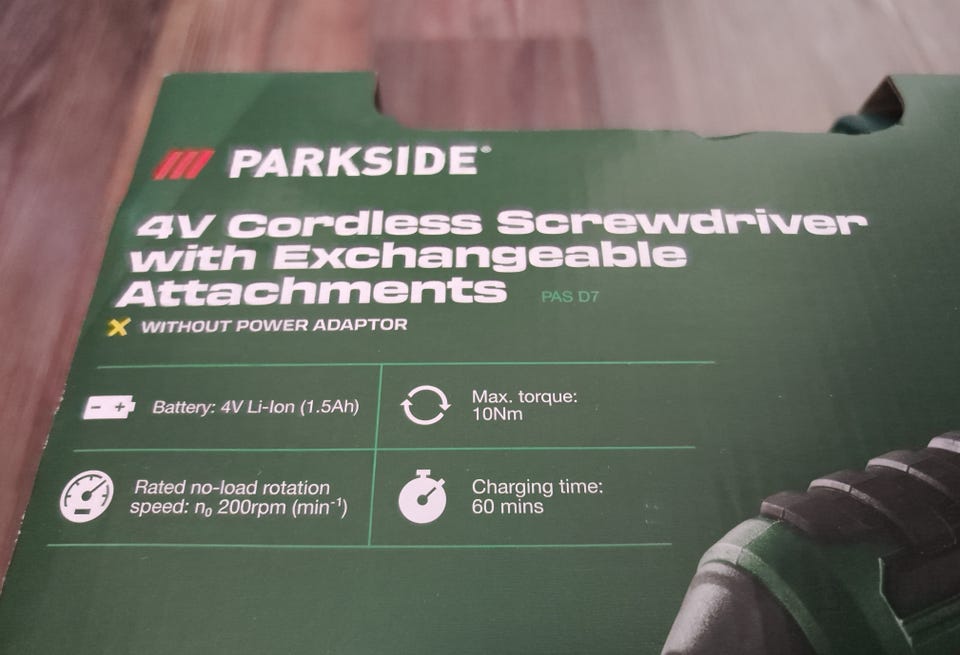 PARKSIDE®
4V Cordless Screwdriver
with Exchangeable
Attachments PAS D7
WITHOUT POWER ADAPTOR
Battery: 4V Li-Ion (1.5Ah)
Max. torque:
10Nm
Rated no-load rotation
speed: n₀ 200rpm (min⁻¹)
Charging time:
60 mins